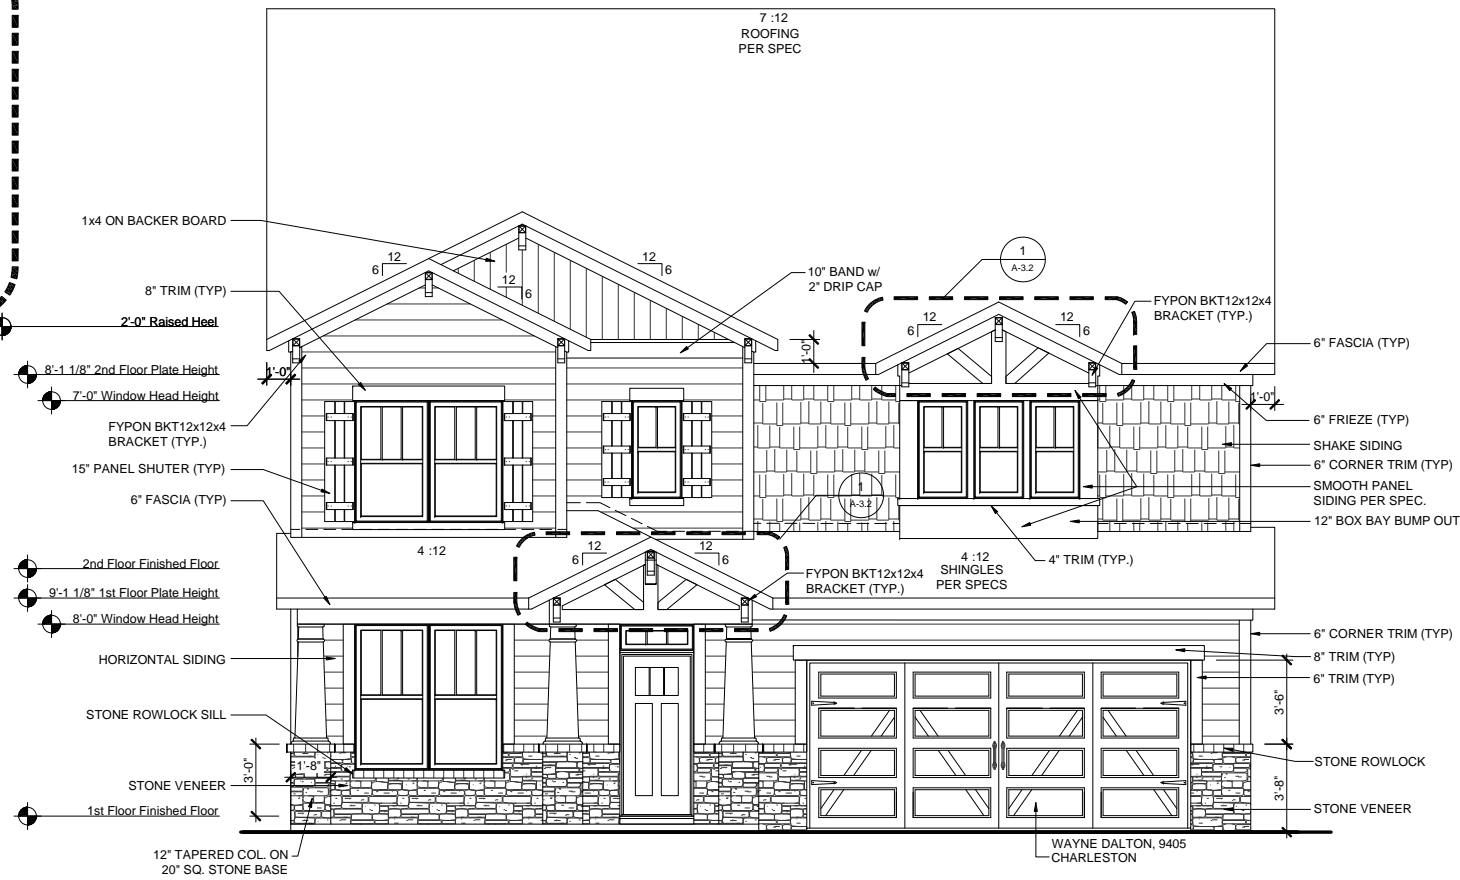 7 :12
ROOFING
PER SPEC
1x4 ON BACKER BOARD
8" TRIM (TYP)
2'-0" Raised Heel
8'-1 1/8" 2nd Floor Plate Height
7'-0" Window Head Height
FYPON BKT12x12x4
BRACKET (TYP.)
15" PANEL SHUTER (TYP)
6" FASCIA (TYP)
2nd Floor Finished Floor
9'-1 1/8" 1st Floor Plate Height
8'-0" Window Head Height
HORIZONTAL SIDING
STONE ROWLOCK SILL
STONE VENEER
1st Floor Finished Floor
12" TAPERED COL. ON
20" SQ. STONE BASE
1'-0"
3'-0"
1'-8"
12
6
12
6
12
6
10" BAND w/
2" DRIP CAP
1'-0"
1
A-3.2
12
6
12
6
FYPON BKT12x12x4
BRACKET (TYP.)
6" FASCIA (TYP)
1'-0"
6" FRIEZE (TYP)
SHAKE SIDING
6" CORNER TRIM (TYP)
SMOOTH PANEL
SIDING PER SPEC.
12" BOX BAY BUMP OUT
1
A-3.2
4 :12
12
6
12
6
4" TRIM (TYP.)
4 :12
SHINGLES
PER SPECS
FYPON BKT12x12x4
BRACKET (TYP.)
6" CORNER TRIM (TYP)
8" TRIM (TYP)
6" TRIM (TYP)
3'-6"
STONE ROWLOCK
3'-8"
STONE VENEER
WAYNE DALTON, 9405
CHARLESTON